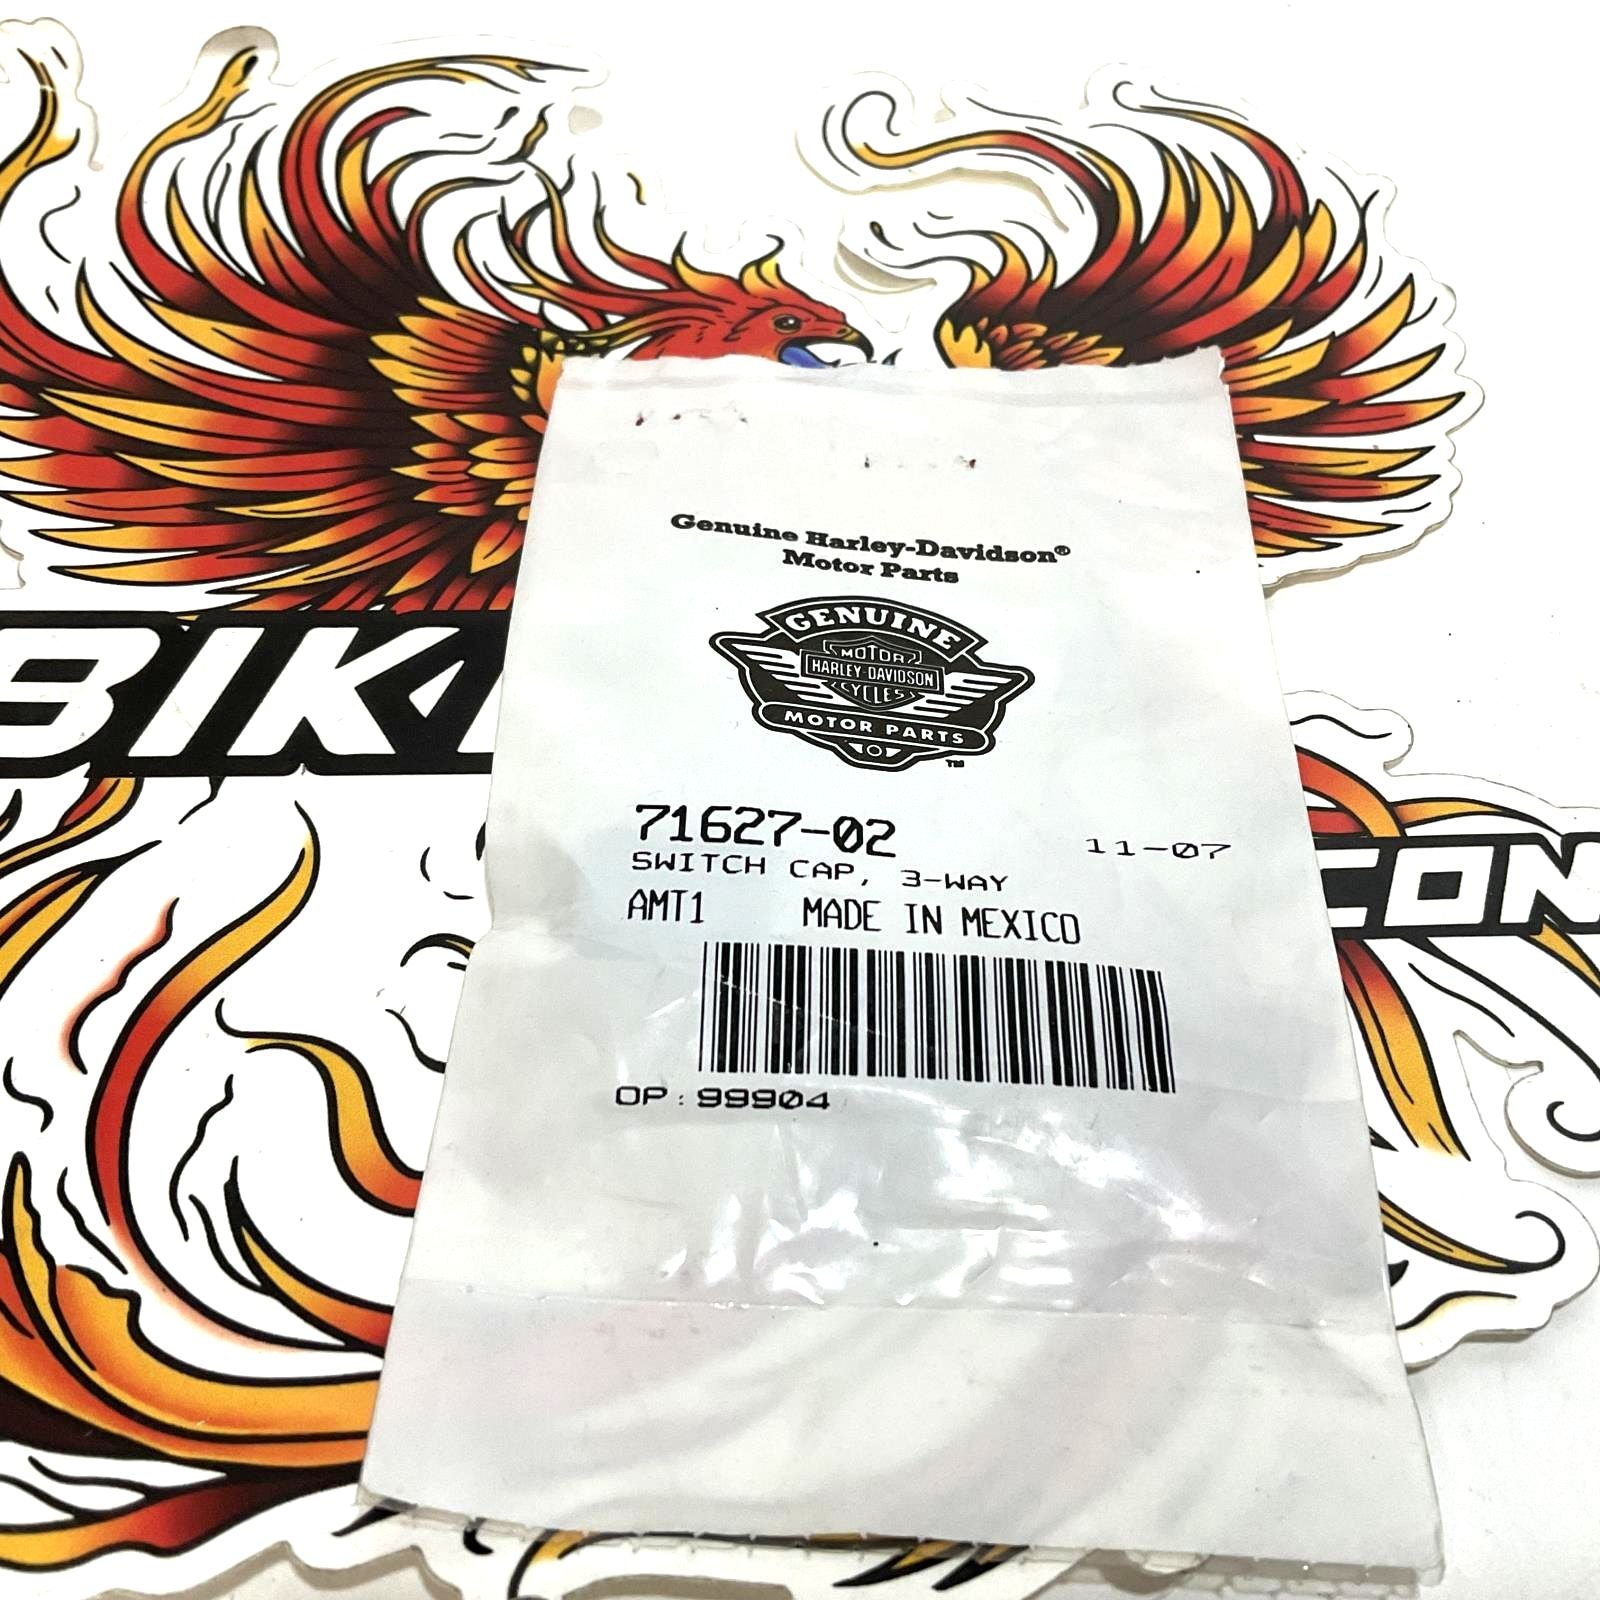 Genuine Harley-Davidson®
Motor Parts
GENUINE
MOTOR
HARLEY-DAVIDSON
CYCLES
MOTOR PARTS
TM
71627-02
11-07
SWITCH CAP, 3-WAY
AMT1 MADE IN MEXICO
OP: 99904